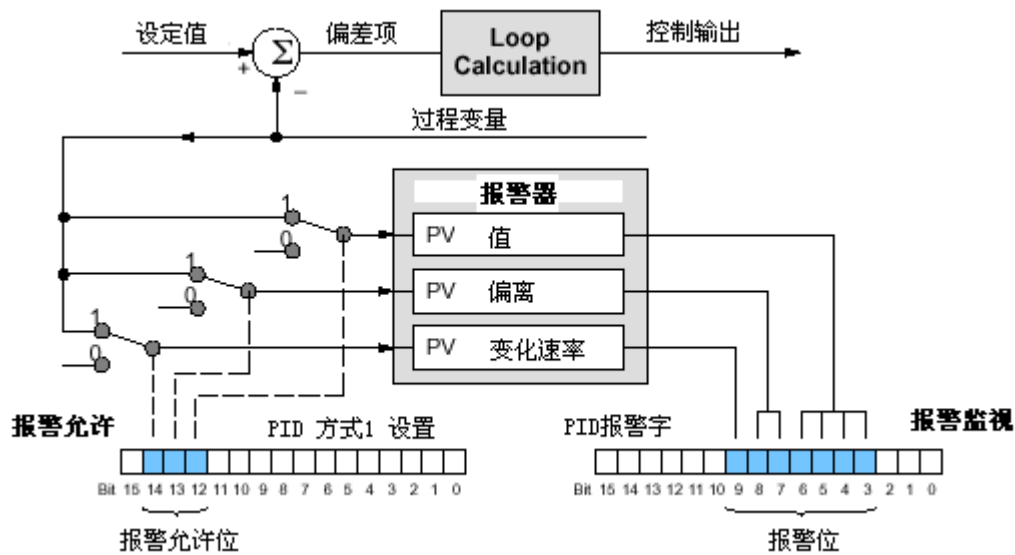 设定值
偏差项
Loop
Calculation
控制输出
Σ
+
−
过程变量
报警器
1
0
PV 值
1
0
PV 偏离
1
0
PV 变化速率
报警允许
PID 方式1 设置
PID报警字
报警监视
Bit 15 14 13 12 11 10 9 8 7 6 5 4 3 2 1 0
Bit 15 14 13 12 11 10 9 8 7 6 5 4 3 2 1 0
报警允许位
报警位